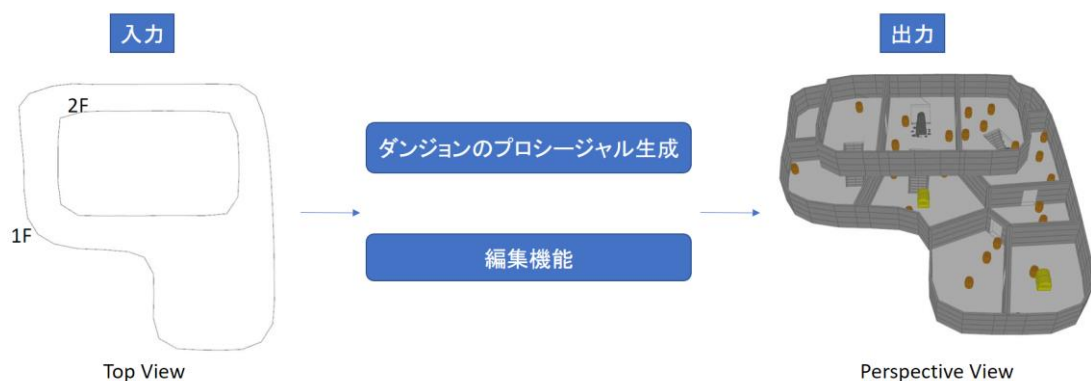 入力
出力
2F
ダンジョンのプロシージャル生成
1F
編集機能
Top View
Perspective View